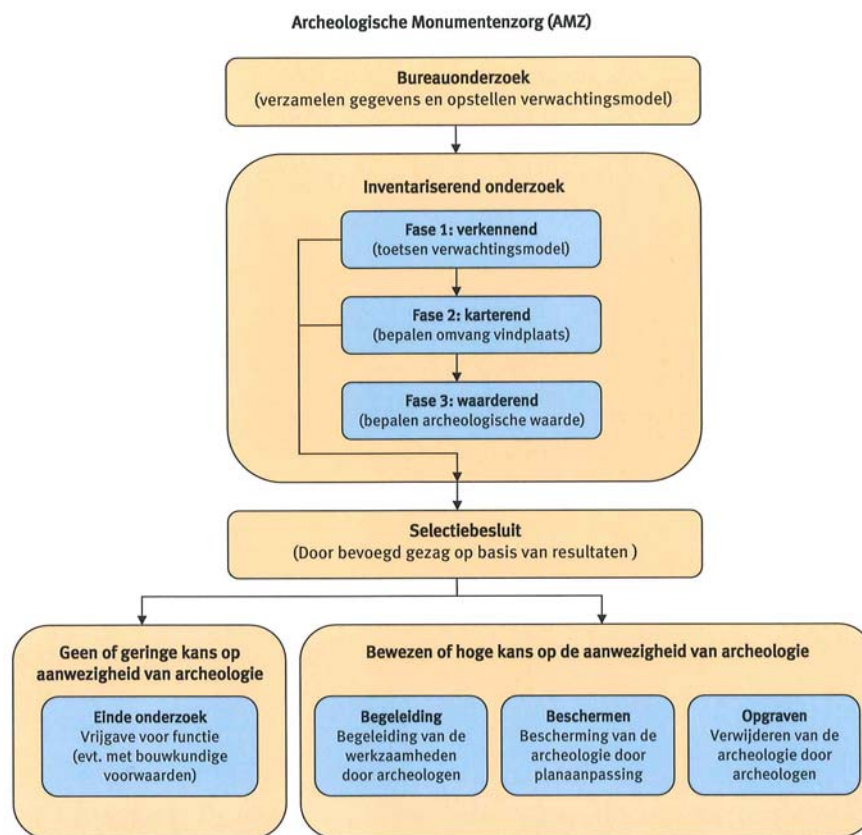 Archeologische Monumentenzorg (AMZ)
Bureauonderzoek
(verzamelen gegevens en opstellen verwachtingsmodel)
Inventariserend onderzoek
Fase 1: verkennend
(toetsen verwachtingsmodel)
Fase 2: karterend
(bepalen omvang vindplaats)
Fase 3: waarderend
(bepalen archeologische waarde)
Selectiebesluit
(Door bevoegd gezag op basis van resultaten )
Geen of geringe kans op
aanwezigheid van archeologie
Einde onderzoek
Vrijgave voor functie
(evt. met bouwkundige
voorwaarden)
Bewezen of hoge kans op de aanwezigheid van archeologie
Begeleiding
Begeleiding van de
werkzaamheden
door archeologen
Beschermen
Bescherming van de
archeologie door
planaanpassing
Opgraven
Verwijderen van de
archeologie door
archeologen